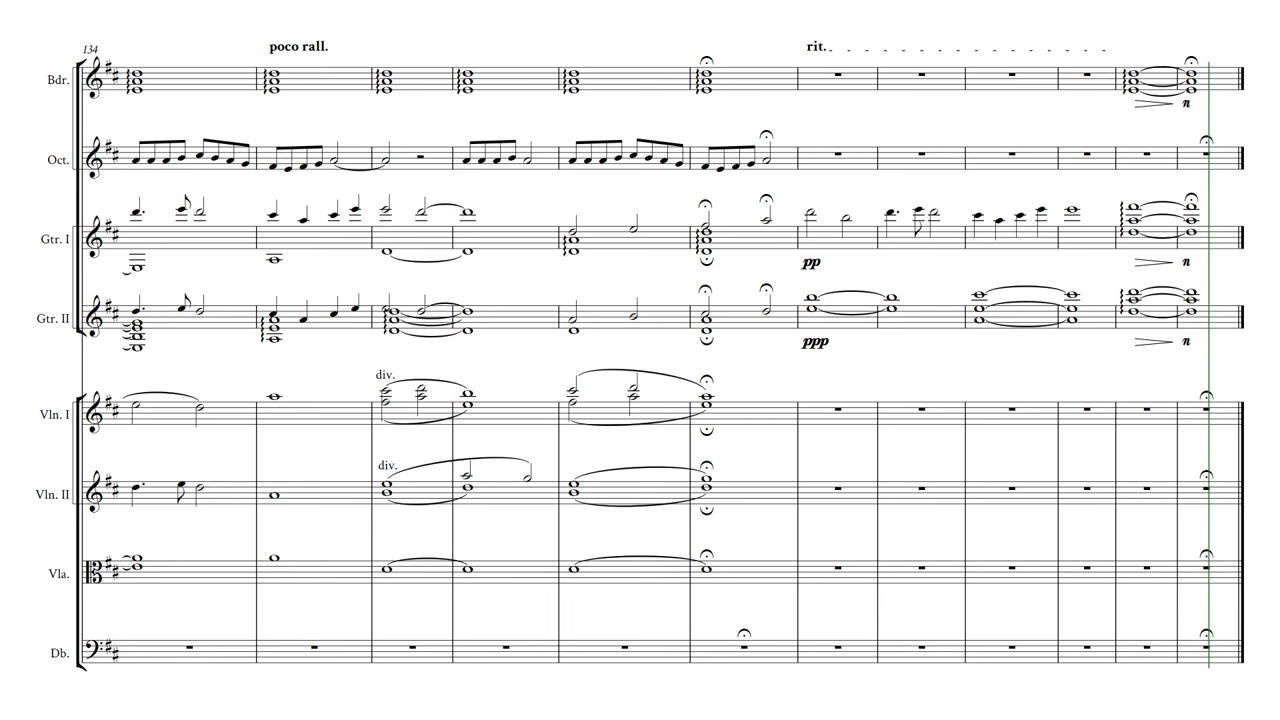 134
poco rall.
rit.
Bdr.
n
Oct.
Gtr. I
pp
n
Gtr. II
ppp
n
div.
Vln. I
div.
Vln. II
Vla.
Db.